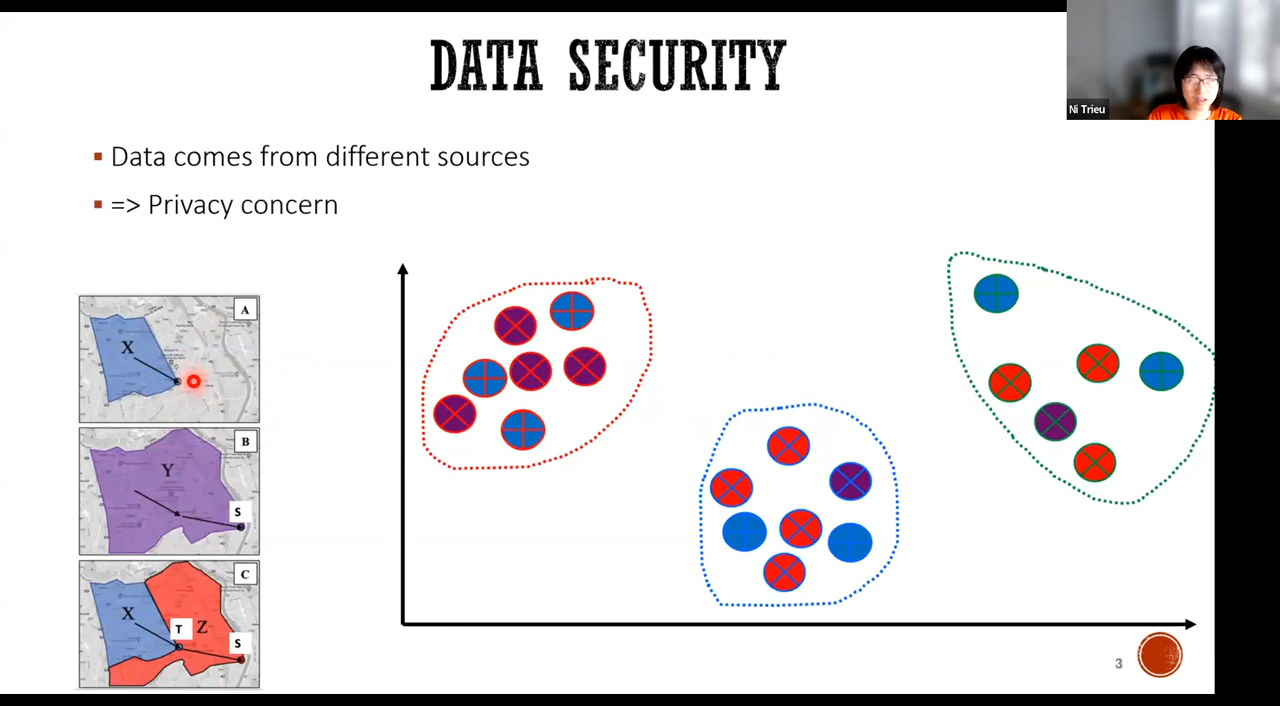 DATA SECURITY
Ni Trieu
Data comes from different sources
=> Privacy concern
A
X
B
Y
S
C
X
T
Z
S
3